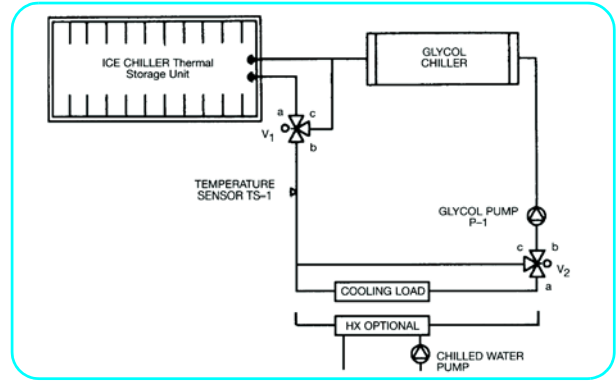 ICE CHILLER Thermal
Storage Unit
GLYCOL
CHILLER
a
c
V1
b
TEMPERATURE
SENSOR TS-1
GLYCOL PUMP
P-1
c
b
V2
a
COOLING LOAD
HX OPTIONAL
CHILLED WATER
PUMP